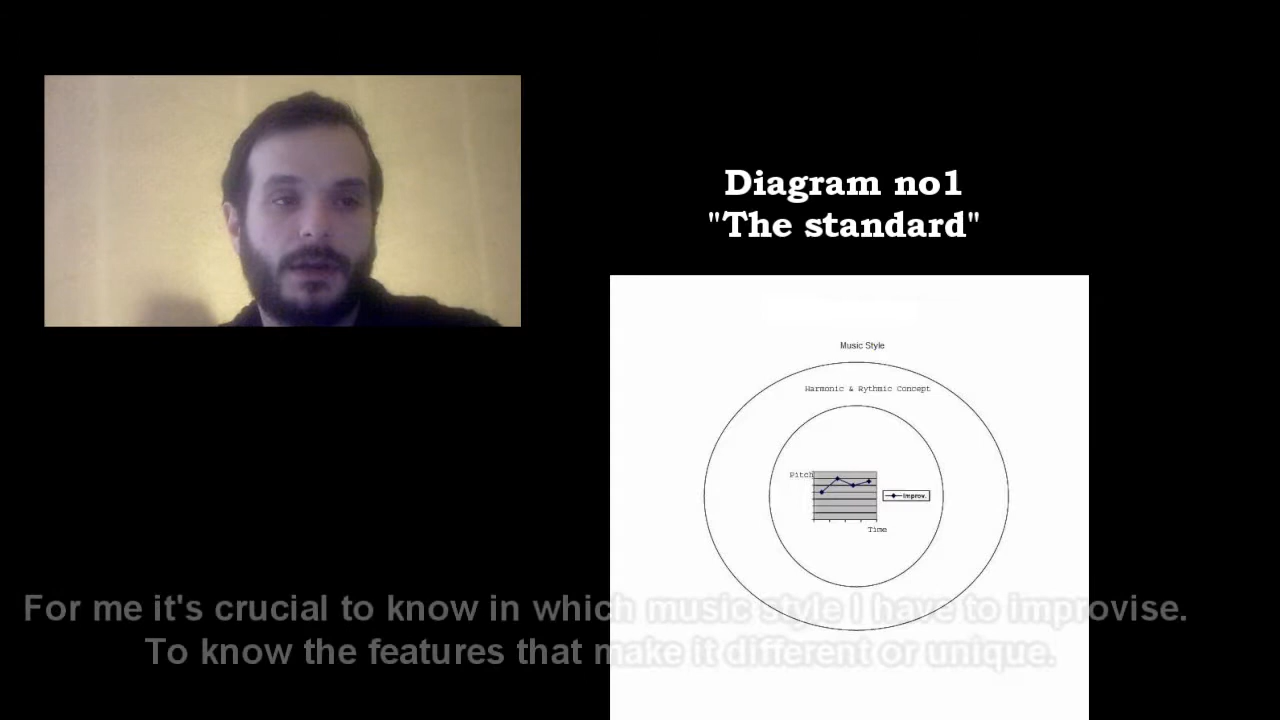 Diagram no1
"The standard"
Music Style
Harmonic & Rythmic Concept
Pitch
Improv.
Time
For me it's crucial to know in which music style I have to improvise.
To know the features that make it different or unique.